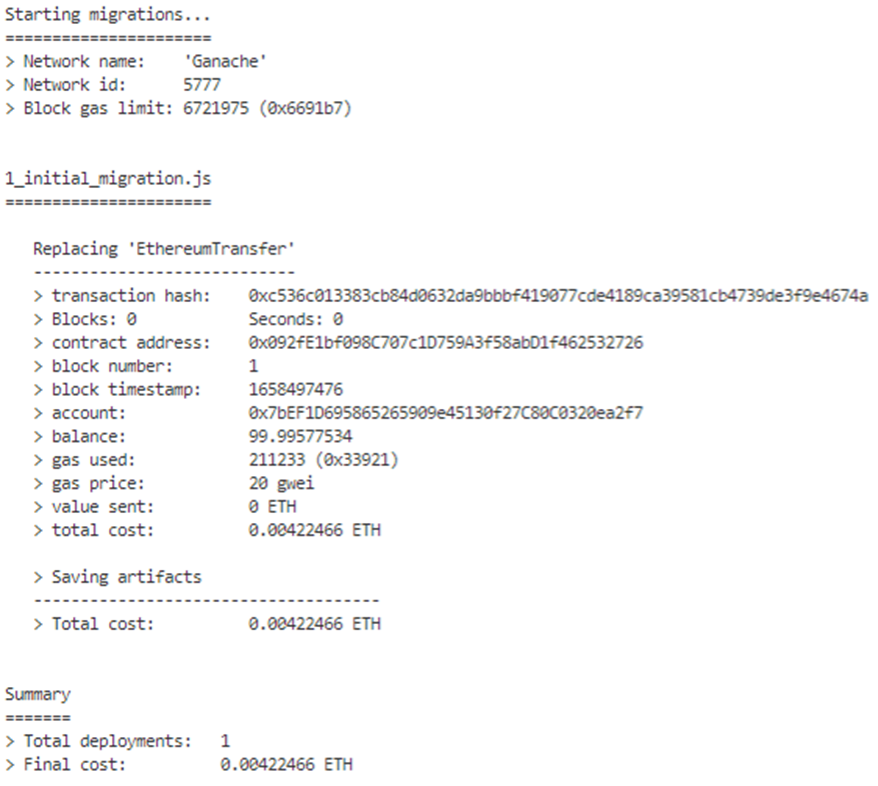 Starting migrations...
======================
> Network name:    'Ganache'
> Network id:      5777
> Block gas limit: 6721975 (0x6691b7)
1_initial_migration.js
======================
Replacing 'EthereumTransfer'
----------------------------
> transaction hash:    0xc536c013383cb84d0632da9bbbf419077cde4189ca39581cb4739de3f9e4674a
> Blocks: 0            Seconds: 0
> contract address:    0x092fE1bf098C707c1D759A3f58abD1f462532726
> block number:        1
> block timestamp:     1658497476
> account:             0x7bEF1D695865265909e45130f27C80C0320ea2f7
> balance:             99.99577534
> gas used:            211233 (0x33921)
> gas price:           20 gwei
> value sent:          0 ETH
> total cost:          0.00422466 ETH
> Saving artifacts
-------------------------------------
> Total cost:          0.00422466 ETH
Summary
=======
> Total deployments:   1
> Final cost:          0.00422466 ETH